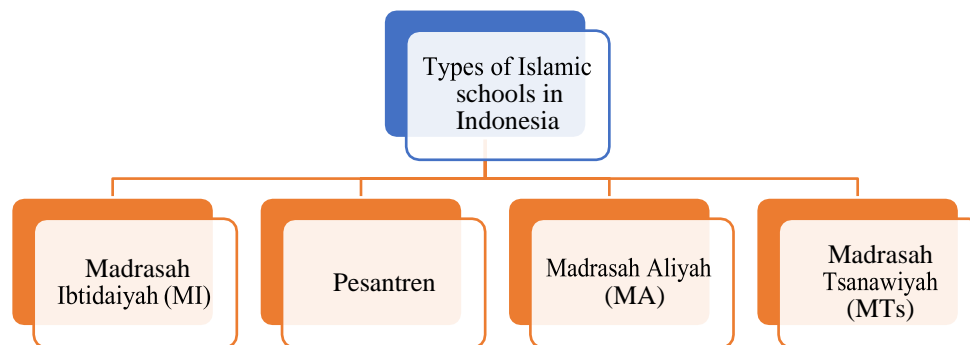 Types of Islamic
schools in
Indonesia
Madrasah
Ibtidaiyah (MI)
Pesantren
Madrasah Aliyah
(MA)
Madrasah
Tsanawiyah
(MTs)